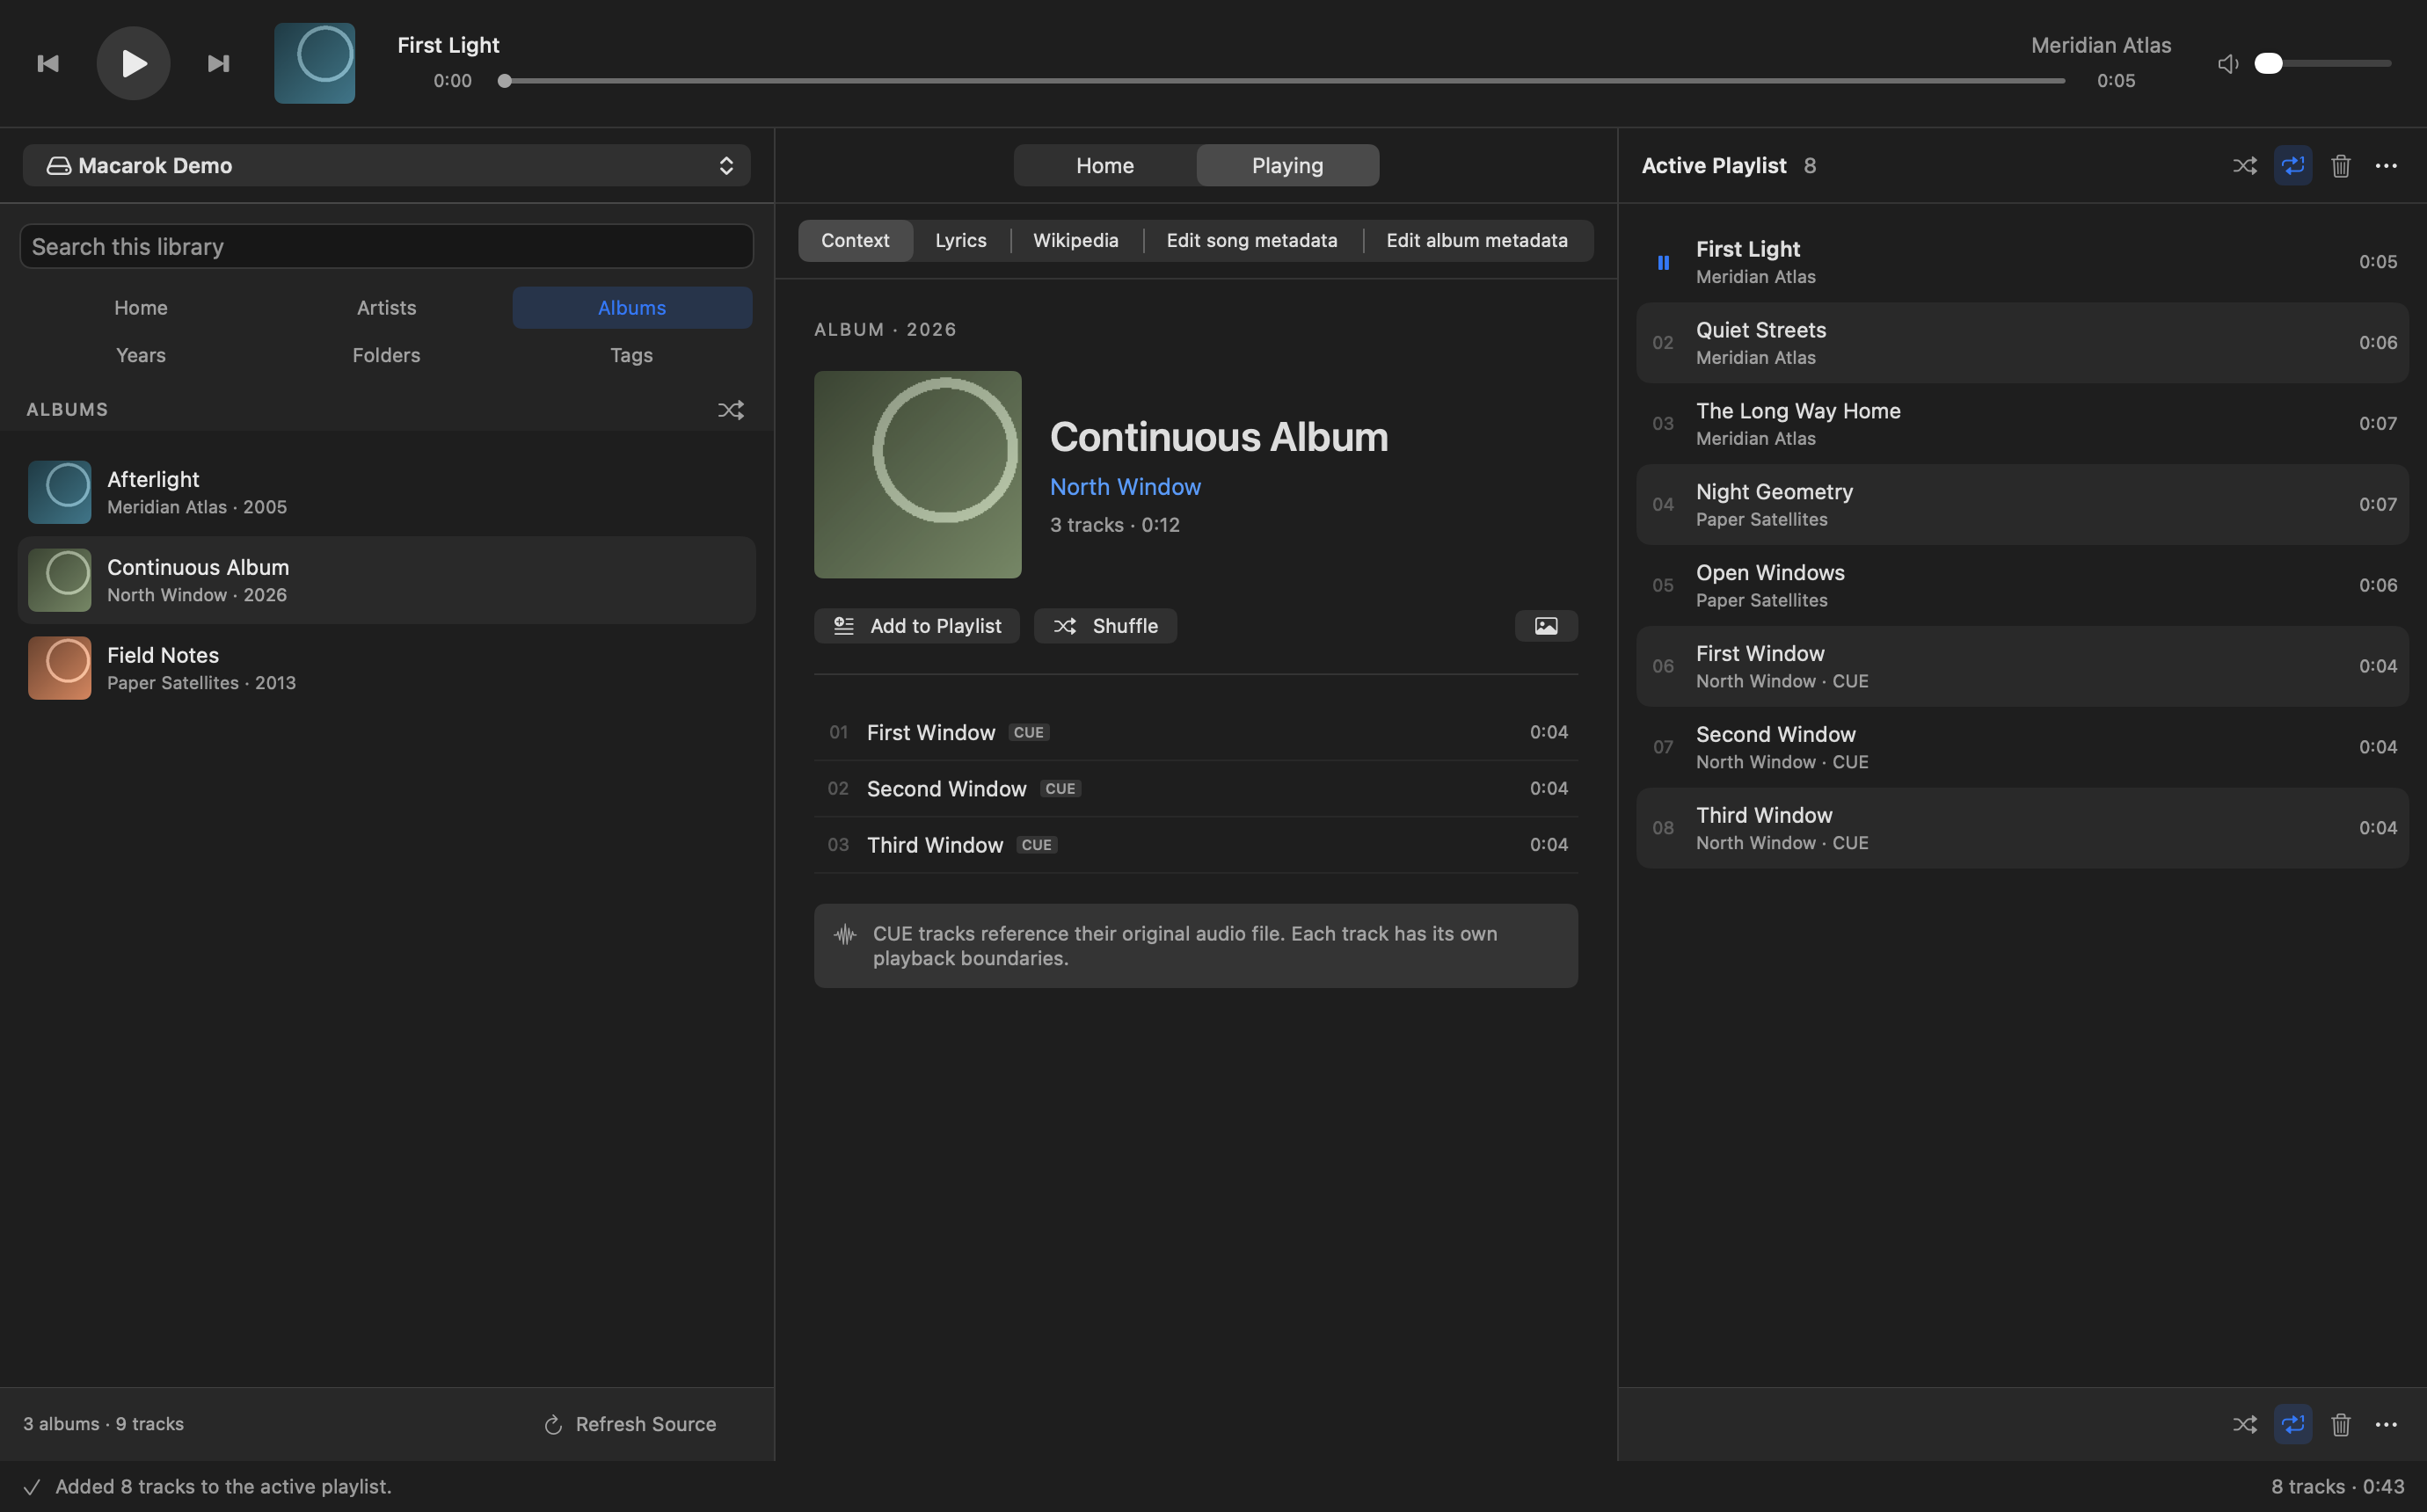 First Light
Meridian Atlas
0:00
0:05
Macarok Demo
Search this library
Home
Artists
Albums
Years
Folders
Tags
ALBUMS
Afterlight
Meridian Atlas · 2005
Continuous Album
North Window · 2026
Field Notes
Paper Satellites · 2013
3 albums · 9 tracks
Refresh Source
Home
Playing
Context
Lyrics
Wikipedia
Edit song metadata
Edit album metadata
ALBUM · 2026
Continuous Album
North Window
3 tracks · 0:12
Add to Playlist
Shuffle
01 First Window CUE 0:04
02 Second Window CUE 0:04
03 Third Window CUE 0:04
CUE tracks reference their original audio file. Each track has its own
playback boundaries.
Active Playlist 8
First Light
Meridian Atlas
0:05
02 Quiet Streets
Meridian Atlas
0:06
03 The Long Way Home
Meridian Atlas
0:07
04 Night Geometry
Paper Satellites
0:07
05 Open Windows
Paper Satellites
0:06
06 First Window
North Window · CUE
0:04
07 Second Window
North Window · CUE
0:04
08 Third Window
North Window · CUE
0:04
Added 8 tracks to the active playlist.
8 tracks · 0:43